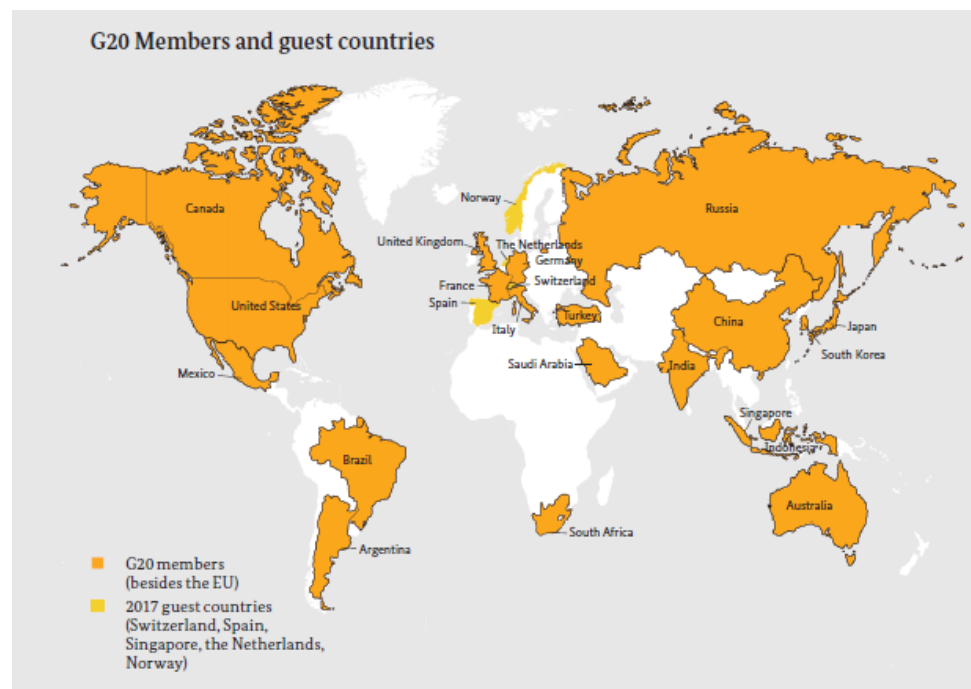 G20 Members and guest countries
Canada
Russia
Norway
United Kingdom
The Netherlands
Germany
Switzerland
France
United States
Spain
Turkey
China
Italy
Japan
South Korea
Saudi Arabia
India
Mexico
Singapore
Indonesia
Brazil
Australia
South Africa
Argentina
G20 members
(besides the EU)
2017 guest countries
(Switzerland, Spain,
Singapore, the Netherlands,
Norway)